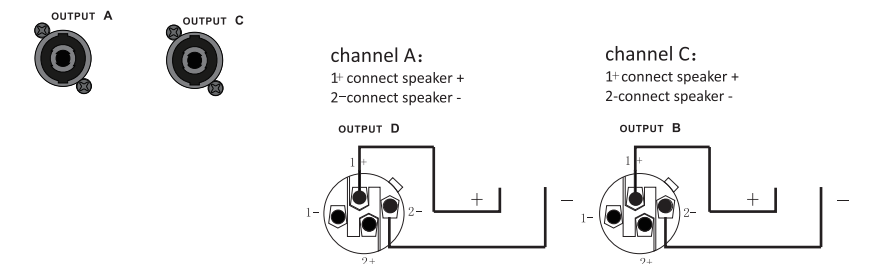 OUTPUT A
OUTPUT C
channel A:
1+ connect speaker +
2-connect speaker -
channel C:
1+ connect speaker +
2-connect speaker -
OUTPUT D
1+
1-
2-
2+
+
-
OUTPUT B
1+
1-
2-
2+
+
-